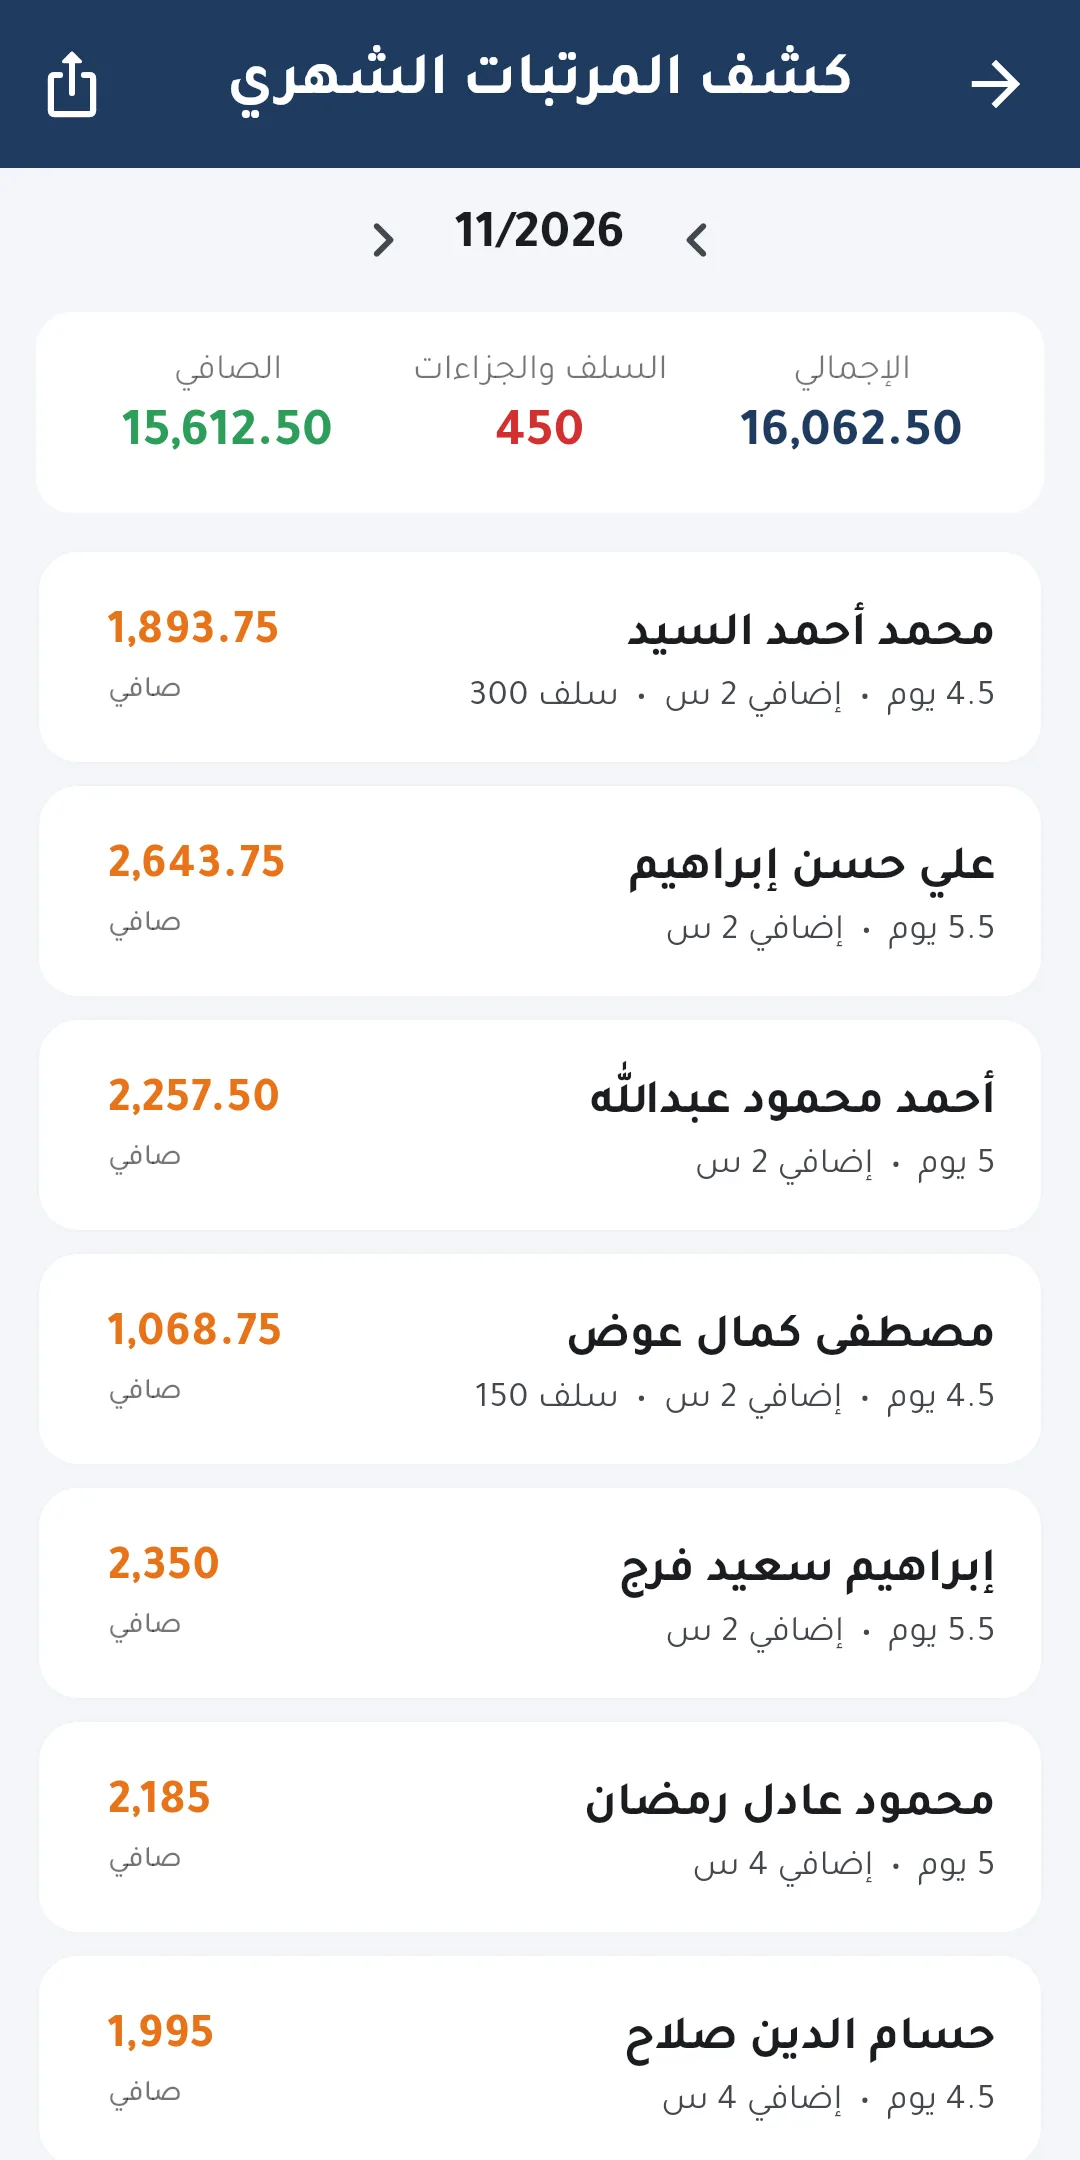 كشف المرتبات الشهري
11/2026
الإجمالي
16,062.50
السلف والجزاءات
450
الصافي
15,612.50
محمد أحمد السيد
4.5 يوم • إضافي 2 س • سلف 300
1,893.75
صافي
علي حسن إبراهيم
5.5 يوم • إضافي 2 س
2,643.75
صافي
أحمد محمود عبدالله
5 يوم • إضافي 2 س
2,257.50
صافي
مصطفى كمال عوض
4.5 يوم • إضافي 2 س • سلف 150
1,068.75
صافي
إبراهيم سعيد فرج
5.5 يوم • إضافي 2 س
2,350
صافي
محمود عادل رمضان
5 يوم • إضافي 4 س
2,185
صافي
حسام الدين صلاح
4.5 يوم • إضافي 4 س
1,995
صافي